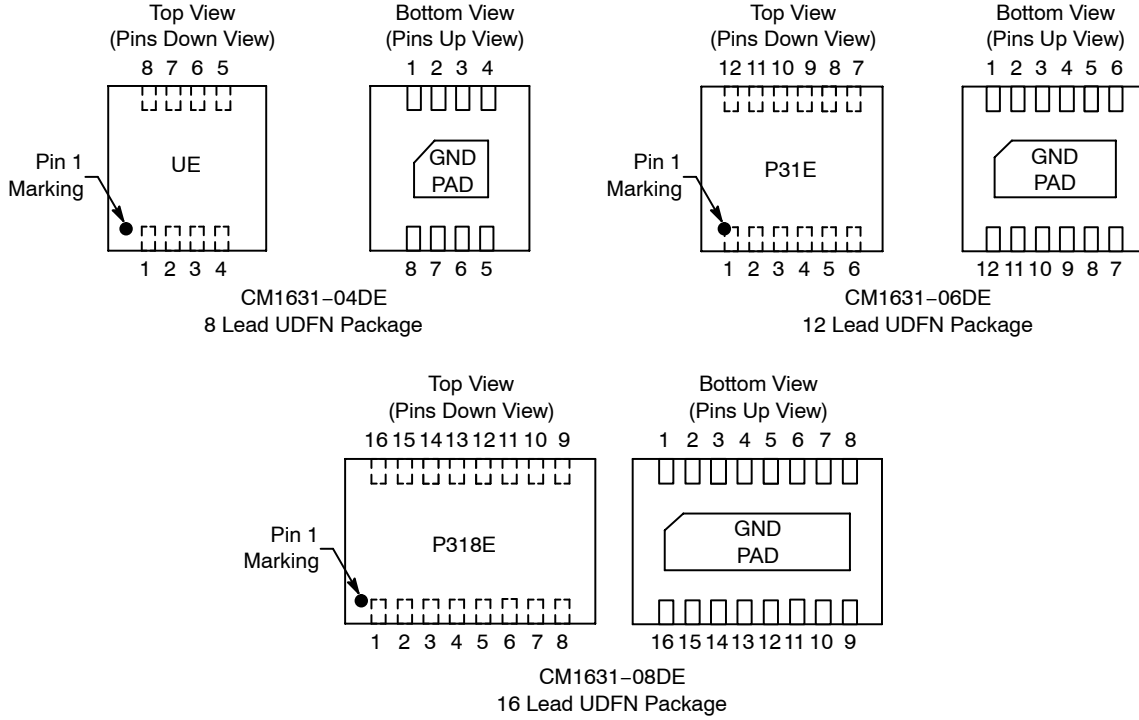 Top View
(Pins Down View)
8 7 6 5
UE
Pin 1
Marking
1 2 3 4
Bottom View
(Pins Up View)
1 2 3 4
GND
PAD
8 7 6 5
CM1631−04DE
8 Lead UDFN Package
Top View
(Pins Down View)
12 11 10 9 8 7
P31E
Pin 1
Marking
1 2 3 4 5 6
Bottom View
(Pins Up View)
1 2 3 4 5 6
GND
PAD
12 11 10 9 8 7
CM1631−06DE
12 Lead UDFN Package
Top View
(Pins Down View)
16 15 14 13 12 11 10 9
P318E
Pin 1
Marking
1 2 3 4 5 6 7 8
Bottom View
(Pins Up View)
1 2 3 4 5 6 7 8
GND
PAD
16 15 14 13 12 11 10 9
CM1631−08DE
16 Lead UDFN Package